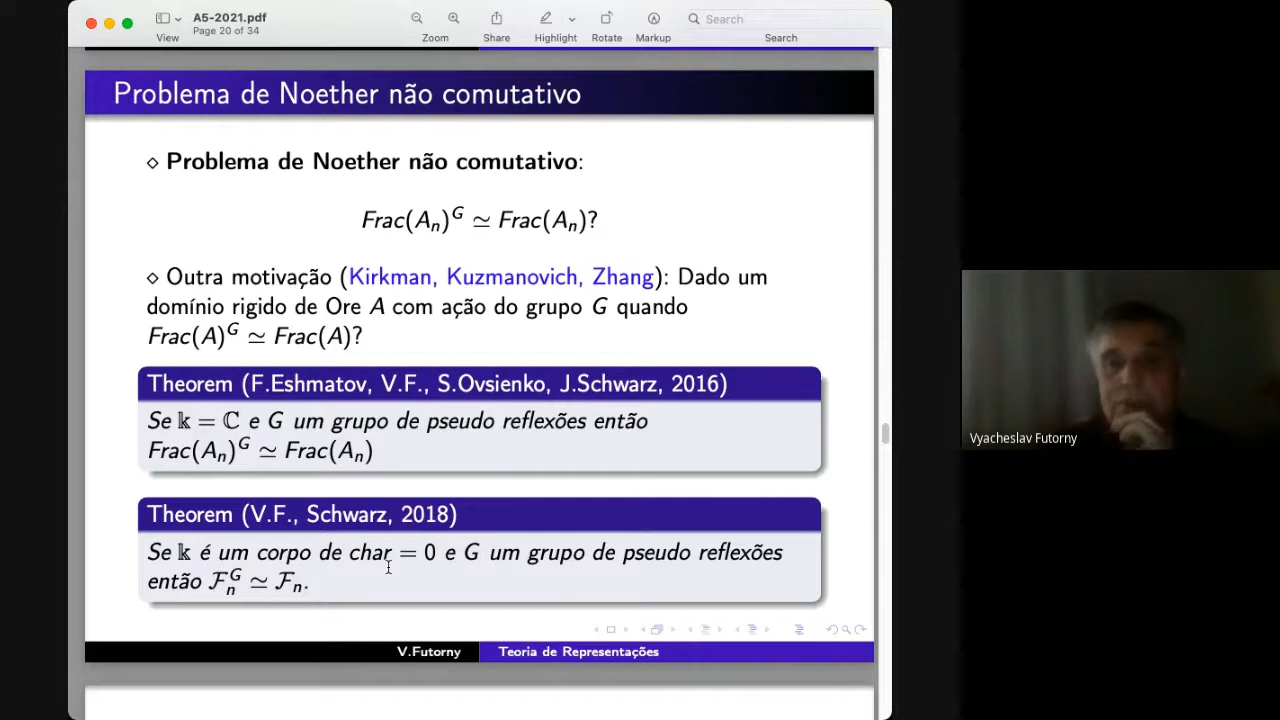 A5-2021.pdf
Page 20 of 34
View
Zoom
Share
Highlight
Rotate
Markup
Search
Search
Problema de Noether não comutativo
⋄ Problema de Noether não comutativo:
Frac(Aₙ)ᴳ ≃ Frac(Aₙ)?
⋄ Outra motivação (Kirkman, Kuzmanovich, Zhang): Dado um
domínio rigido de Ore A com ação do grupo G quando
Frac(A)ᴳ ≃ Frac(A)?
Theorem (F.Eshmatov, V.F., S.Ovsienko, J.Schwarz, 2016)
Se 𝕜 = ℂ e G um grupo de pseudo reflexões então
Frac(Aₙ)ᴳ ≃ Frac(Aₙ)
Theorem (V.F., Schwarz, 2018)
Se 𝕜 é um corpo de char = 0 e G um grupo de pseudo reflexões
então ℱₙᴳ ≃ ℱₙ.
V.Futorny
Teoria de Representações
Vyacheslav Futorny